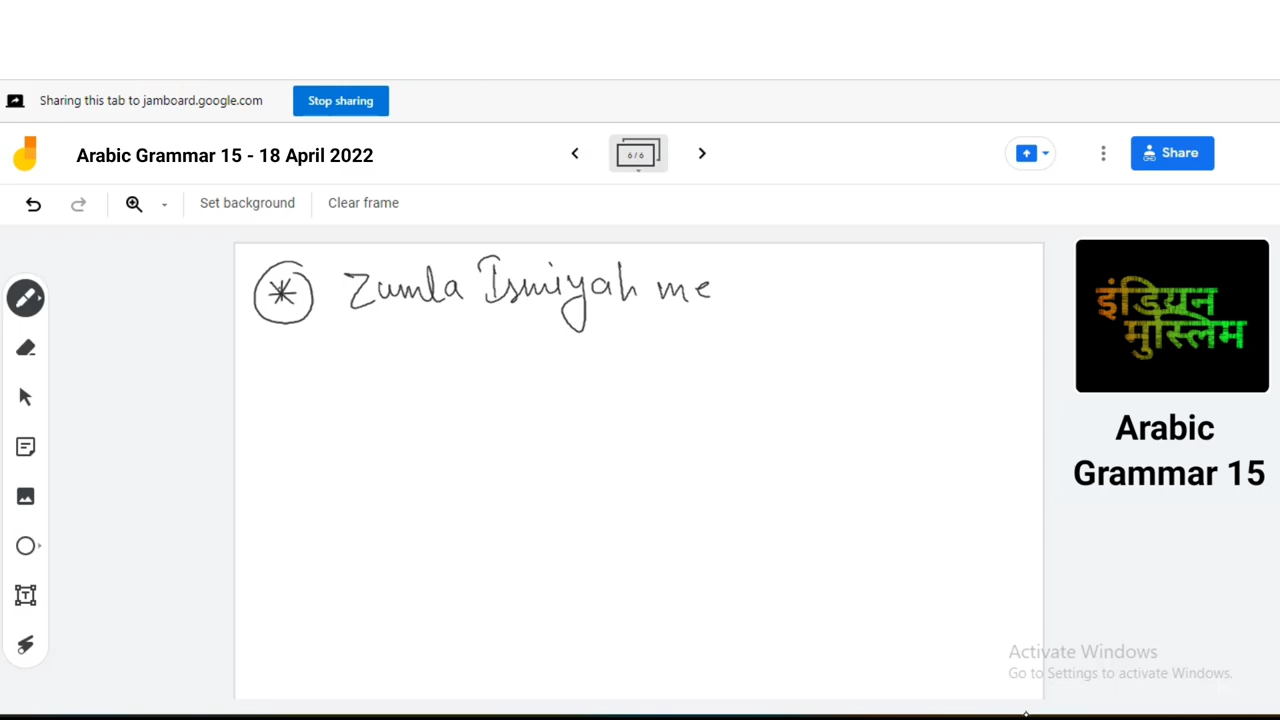 Sharing this tab to jamboard.google.com
Stop sharing
Arabic Grammar 15 - 18 April 2022
6/6
Share
Set background
Clear frame
* Zumla Ismiyah me
इंडियन
मुस्लिम
Arabic
Grammar 15
T
Activate Windows
Go to Settings to activate Windows.